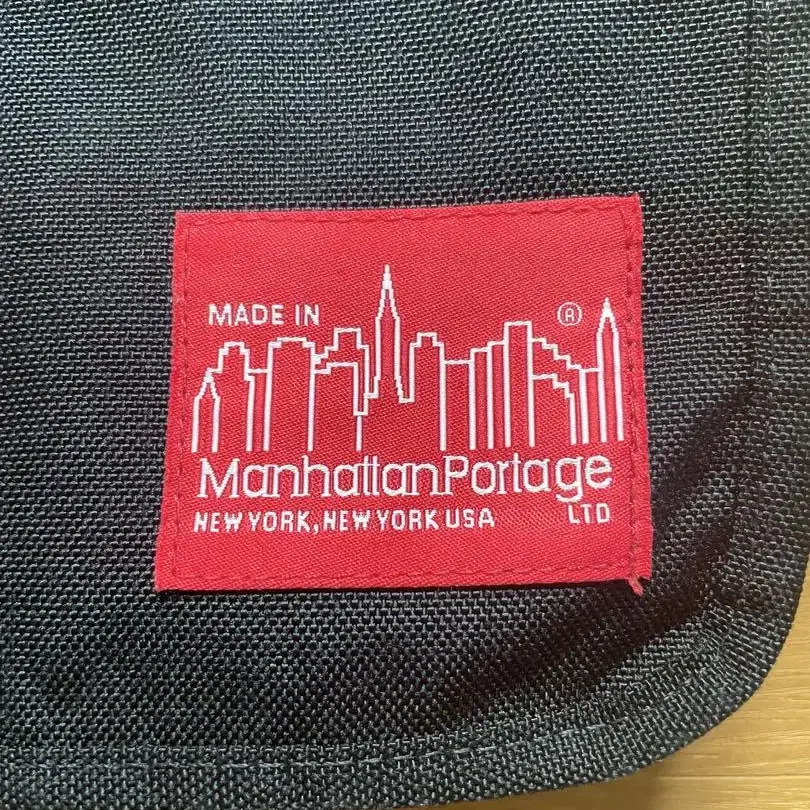 MADE IN ®
ManhattanPortage
NEW YORK, NEW YORK USA LTD